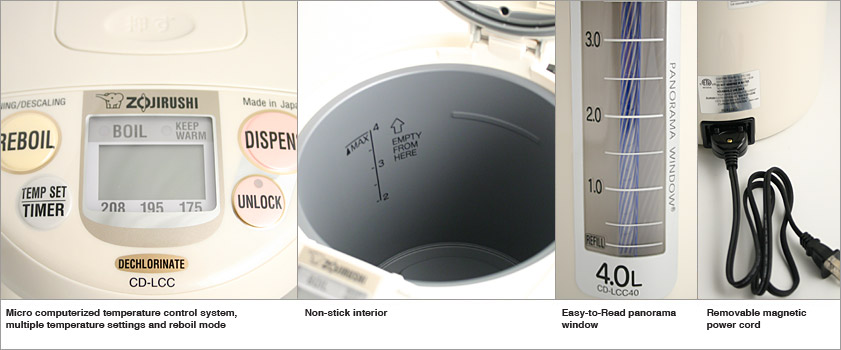 NING/DESCALING
ZOJIRUSHI
Made in Japa
REBOIL
BOIL
KEEP
WARM
DISPENS
TEMP SET
TIMER
UNLOCK
208 195 175
DECHLORINATE
CD-LCC
MAX
4
3
2
EMPTY
FROM
HERE
ZOJIRUSHI
BOIL
3.0
2.0
1.0
REFILL
PANORAMA WINDOW®
4.0L
CD-LCC40
Micro computerized temperature control system,
multiple temperature settings and reboil mode
Non-stick interior
Easy-to-Read panorama
window
Removable magnetic
power cord